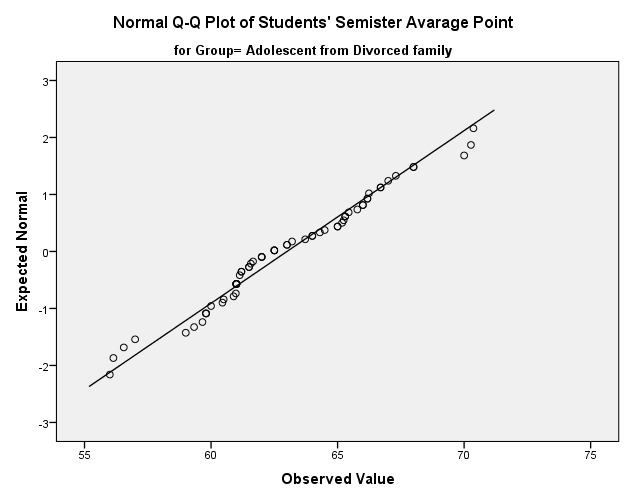 Normal Q-Q Plot of Students' Semister Avarage Point
for Group= Adolescent from Divorced family
Expected Normal
3
2
1
0
-1
-2
-3
55 60 65 70 75
Observed Value